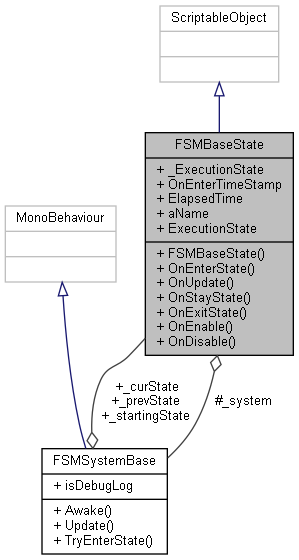 ScriptableObject
FSMBaseState
+ _ExecutionState
+ OnEnterTimeStamp
+ ElapsedTime
+ aName
+ ExecutionState
+ FSMBaseState()
+ OnEnterState()
+ OnUpdate()
+ OnStayState()
+ OnExitState()
+ OnEnable()
+ OnDisable()
MonoBehaviour
+_curState
+_prevState
+_startingState
#_system
FSMSystemBase
+ isDebugLog
+ Awake()
+ Update()
+ TryEnterState()